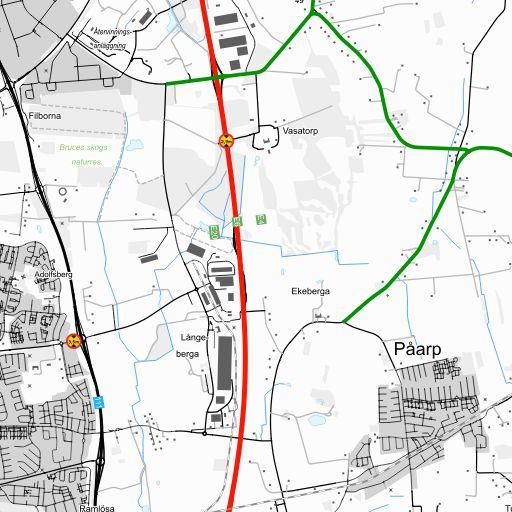 49
Återvinnings-
anläggning
Filborna
Vasatorp
Bruces skogs
naturres.
Adolfsberg
Ekeberga
Långe
berga
Påarp
Ramlösa